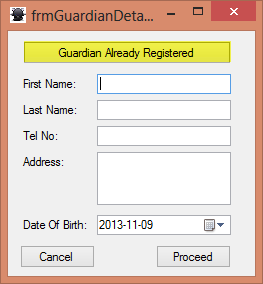 frmGuardianDeta...
Guardian Already Registered
First Name:
Last Name:
Tel No:
Address:
Date Of Birth: 2013-11-09
Cancel Proceed